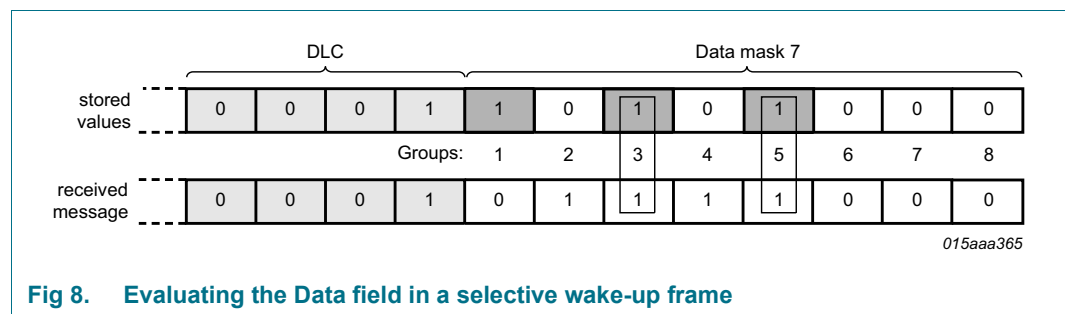 DLC Data mask 7
stored values 0 0 0 1 1 0 1 0 1 0 0 0
Groups: 1 2 3 4 5 6 7 8
received message 0 0 0 1 0 1 1 1 1 0 0 0
015aaa365
Fig 8. Evaluating the Data field in a selective wake-up frame